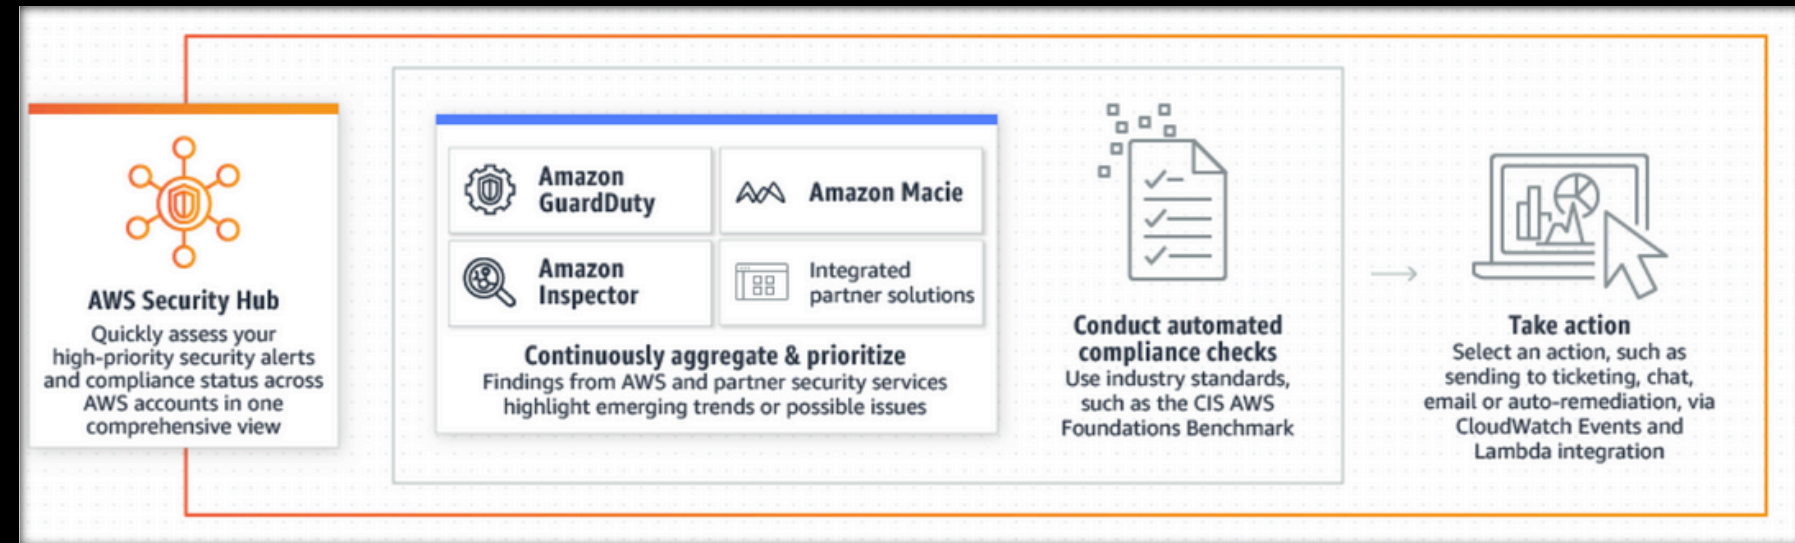 AWS Security Hub
Quickly assess your
high-priority security alerts
and compliance status across
AWS accounts in one
comprehensive view
Amazon
GuardDuty
Amazon Macie
Amazon
Inspector
Integrated
partner solutions
Continuously aggregate & prioritize
Findings from AWS and partner security services
highlight emerging trends or possible issues
Conduct automated
compliance checks
Use industry standards,
such as the CIS AWS
Foundations Benchmark
Take action
Select an action, such as
sending to ticketing, chat,
email or auto-remediation, via
CloudWatch Events and
Lambda integration